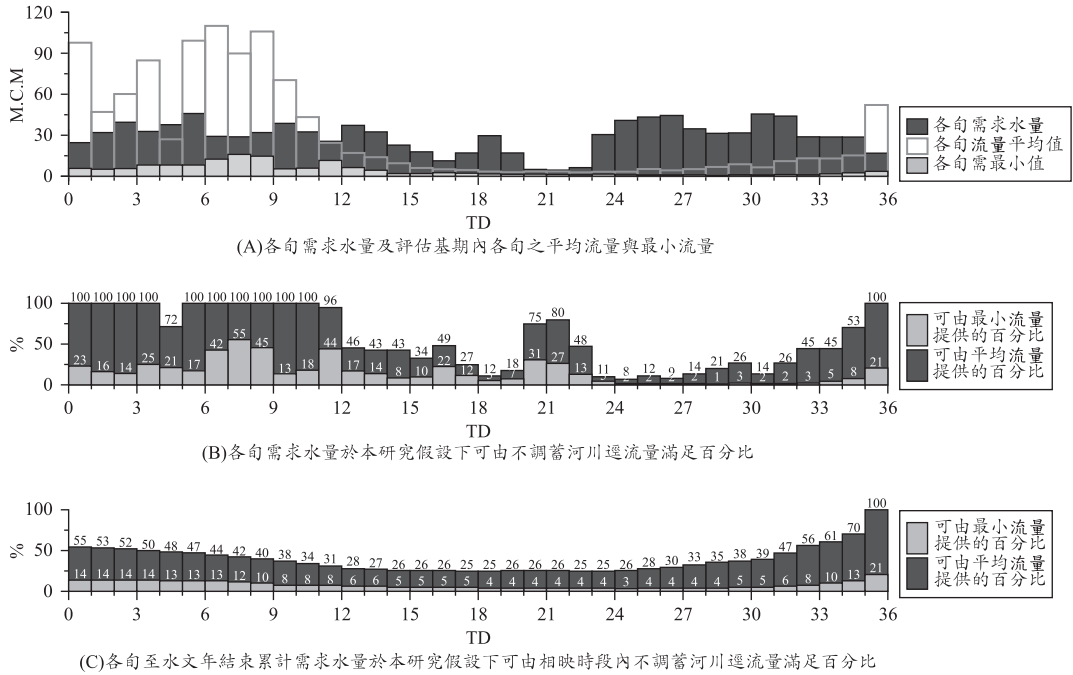 120
90
60
30
0
M.C.M
0 3 6 9 12 15 18 21 24 27 30 33 36
TD
各旬需求水量
各旬流量平均值
各旬需最小值
(A)各旬需求水量及評估基期內各旬之平均流量與最小流量
100
50
0
%
100 100 100 100 72 100 100 100 100 100 100 96 46 43 43 34 49 27 12 18 75 80 48 11 8 12 9 14 21 26 14 26 45 45 53 100
23 16 14 25 21 17 42 55 45 13 18 44 17 14 8 10 22 12 5 7 31 27 13 4 2 2 2 2 1 3 2 2 3 5 8 21
0 3 6 9 12 15 18 21 24 27 30 33 36
TD
可由最小流量
提供的百分比
可由平均流量
提供的百分比
(B)各旬需求水量於本研究假設下可由不調蓄河川逕流量滿足百分比
100
50
0
%
55 53 52 50 48 47 44 42 40 38 34 31 28 27 26 26 26 25 25 26 26 26 25 25 26 28 30 33 35 38 39 47 56 61 70 100
14 14 14 14 13 13 13 12 10 8 8 8 6 6 5 5 5 5 4 4 4 4 4 4 3 4 4 4 4 5 5 6 8 10 13 21
0 3 6 9 12 15 18 21 24 27 30 33 36
TD
可由最小流量
提供的百分比
可由平均流量
提供的百分比
(C)各旬至水文年結束累計需求水量於本研究假設下可由相映時段內不調蓄河川逕流量滿足百分比